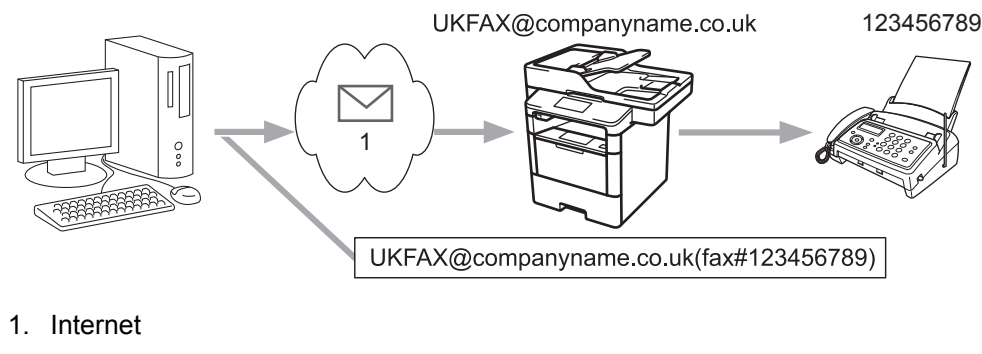 UKFAX@companyname.co.uk 123456789
1
UKFAX@companyname.co.uk(fax#123456789)
1. Internet